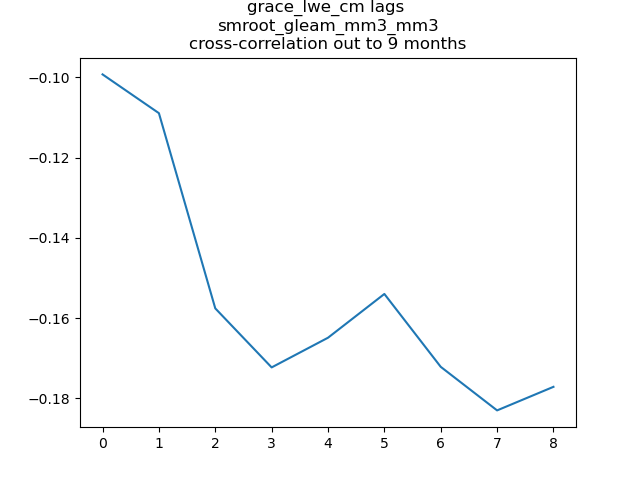 grace_lwe_cm lags
smroot_gleam_mm3_mm3
cross-correlation out to 9 months
−0.10
−0.12
−0.14
−0.16
−0.18
0 1 2 3 4 5 6 7 8